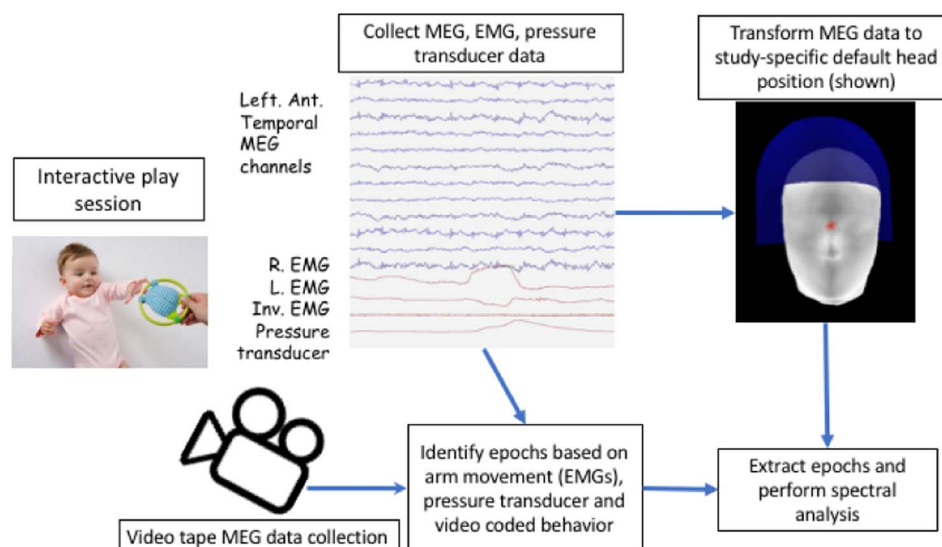 Collect MEG, EMG, pressure
transducer data
Transform MEG data to
study-specific default head
position (shown)
Left. Ant.
Temporal
MEG
channels
Interactive play
session
R. EMG
L. EMG
Inv. EMG
Pressure
transducer
Identify epochs based on
arm movement (EMGs),
pressure transducer and
video coded behavior
Extract epochs and
perform spectral
analysis
Video tape MEG data collection